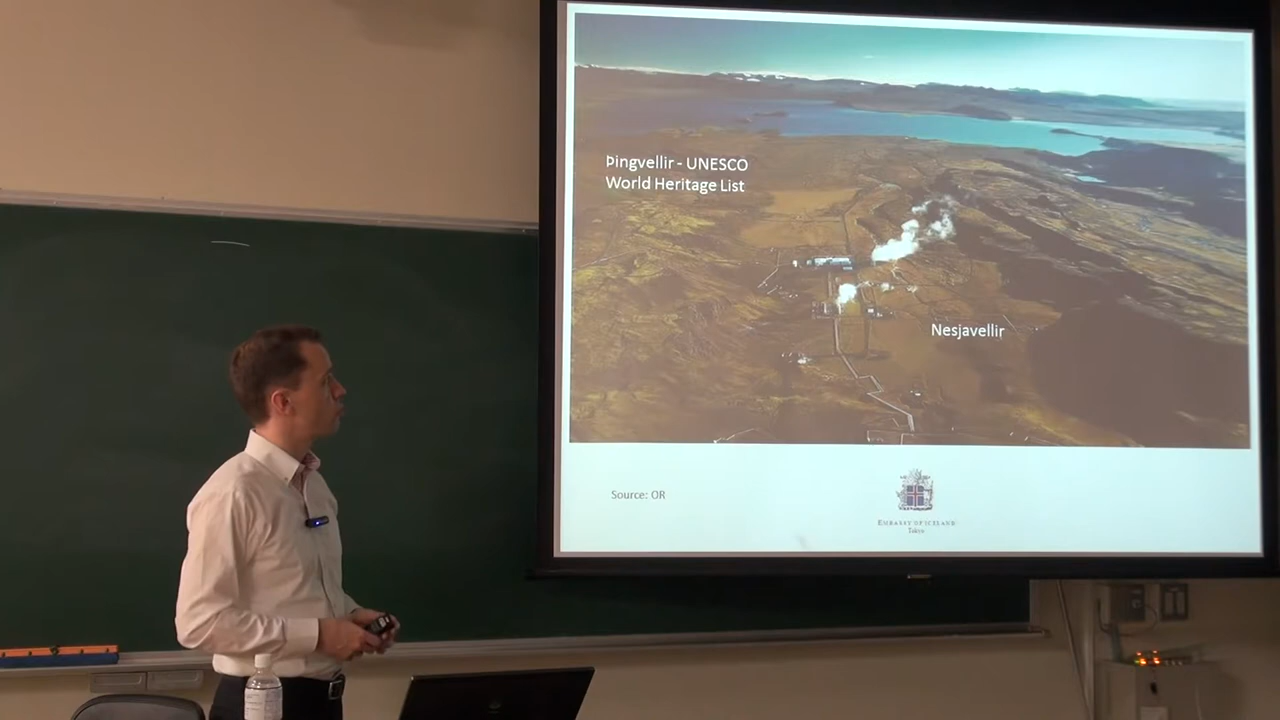 Þingvellir - UNESCO
World Heritage List
Nesjavellir
Source: OR
EMBASSY OF ICELAND
Tokyo